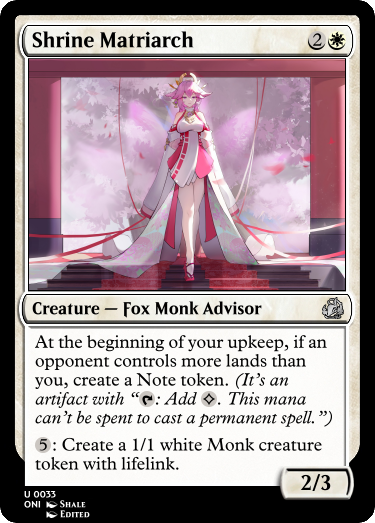 Shrine Matriarch 2
Creature — Fox Monk Advisor
At the beginning of your upkeep, if an
opponent controls more lands than
you, create a Note token. (It's an
artifact with “: Add . This mana
can't be spent to cast a permanent spell.”)
5: Create a 1/1 white Monk creature
token with lifelink.
2/3
U 0033
ONI Shale
Edited